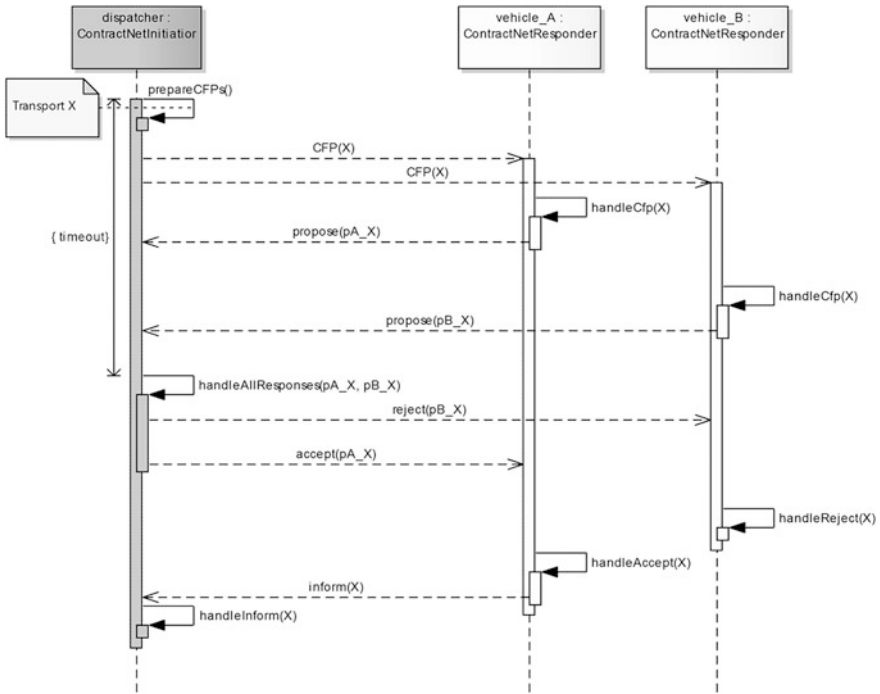 dispatcher :
ContractNetInitiatior
vehicle_A :
ContractNetResponder
vehicle_B :
ContractNetResponder
prepareCFPs()
Transport X
CFP(X)
CFP(X)
handleCfp(X)
propose(pA_X)
{ timeout}
handleCfp(X)
propose(pB_X)
handleAllResponses(pA_X, pB_X)
reject(pB_X)
accept(pA_X)
handleReject(X)
handleAccept(X)
inform(X)
handleInform(X)